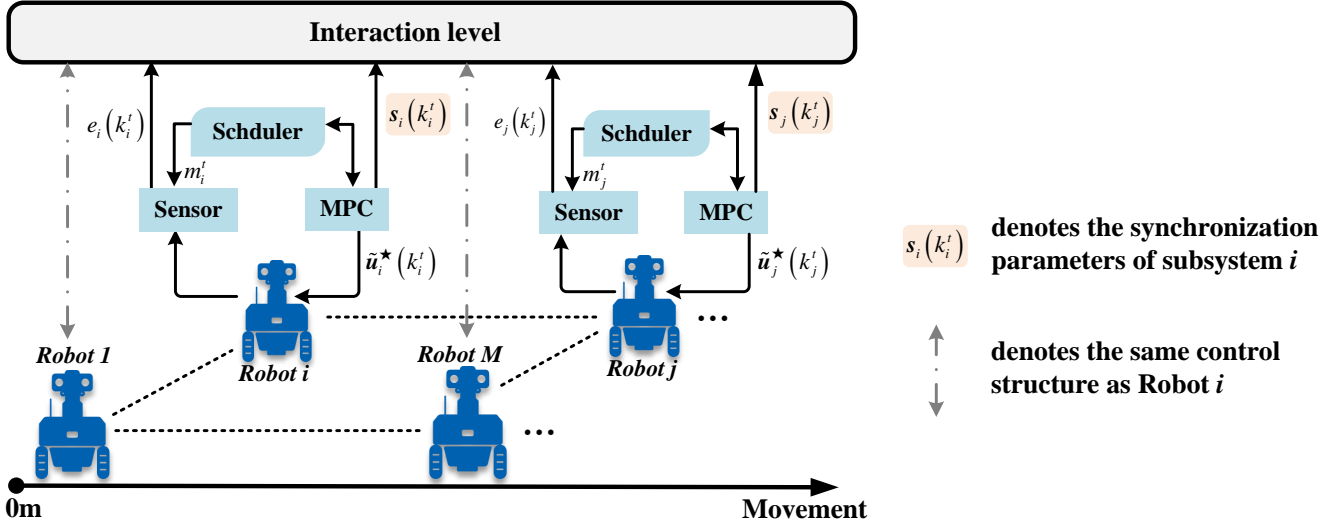 Interaction level
e_i(k_i^t)
Schduler
s_i(k_i^t)
m_i^t
Sensor
MPC
ũ_i^★(k_i^t)
e_j(k_j^t)
Schduler
s_j(k_j^t)
m_j^t
Sensor
MPC
ũ_j^★(k_j^t)
Robot 1
Robot i
Robot M
Robot j
...
...
0m
Movement
s_i(k_i^t)
denotes the synchronization
parameters of subsystem i
denotes the same control
structure as Robot i